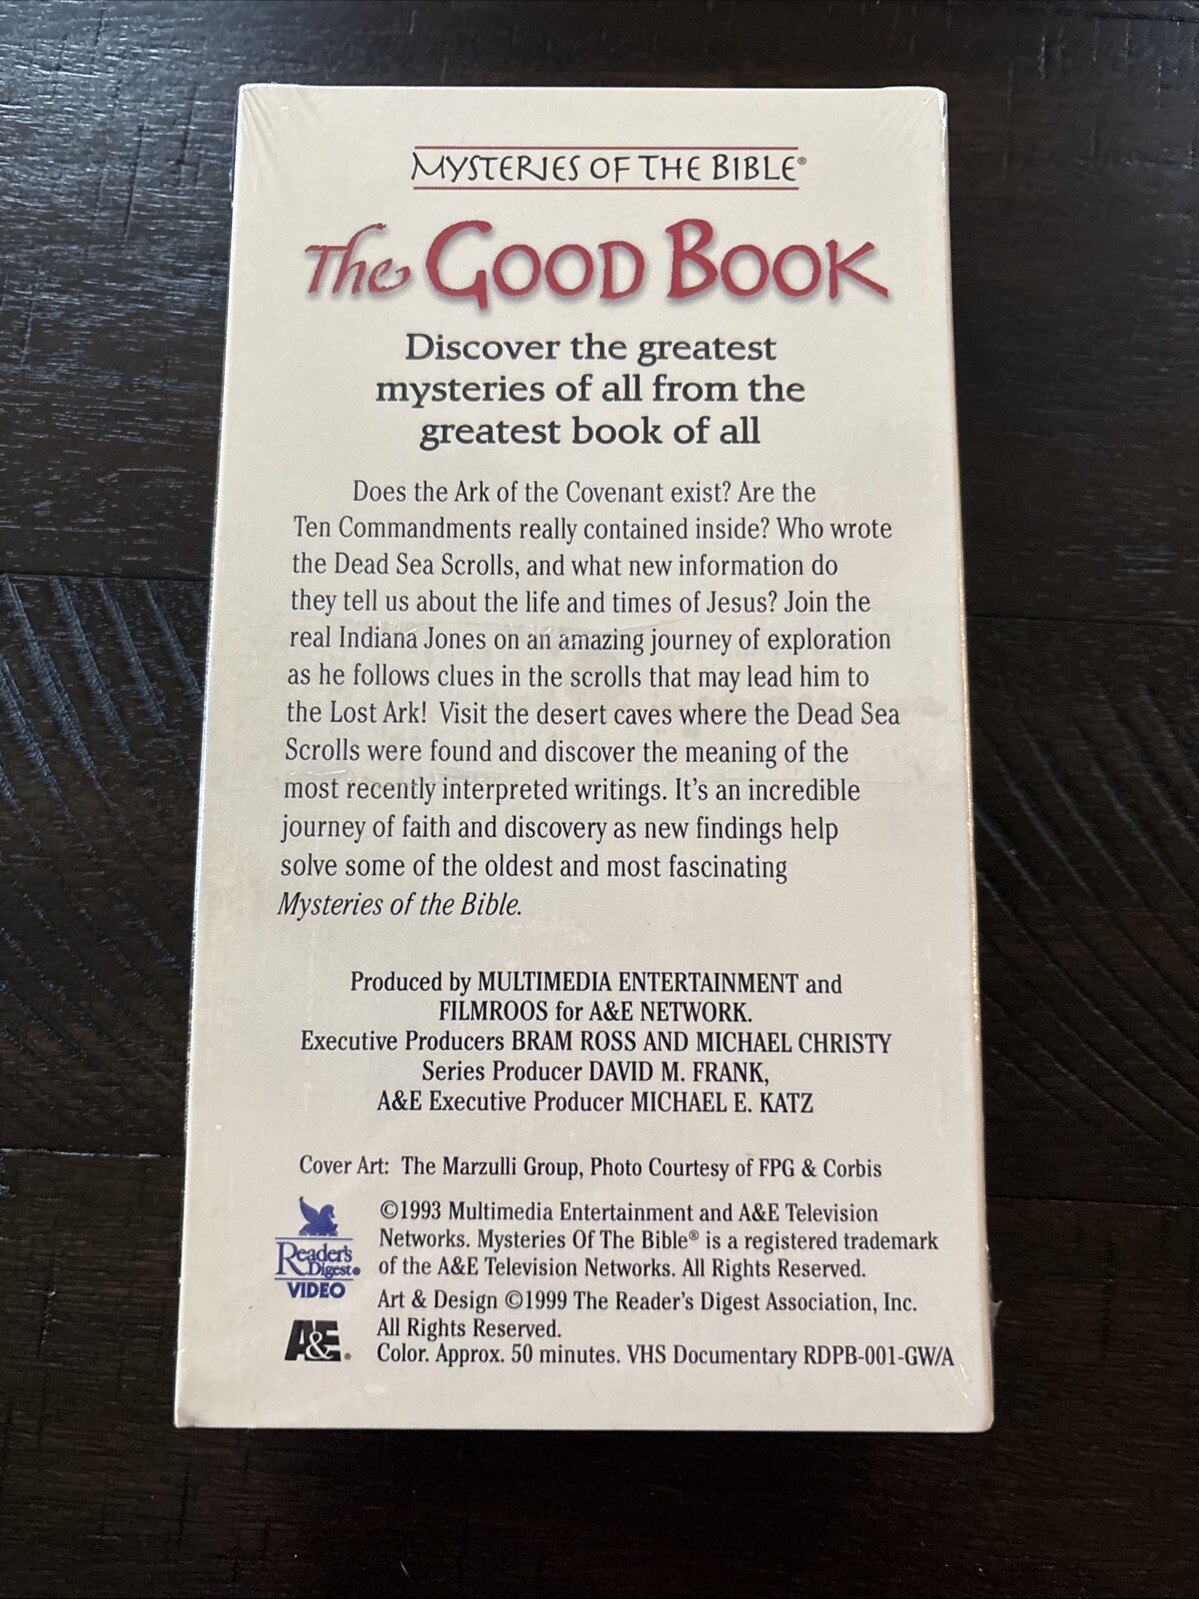 MYSTERIES OF THE BIBLE®
The GOOD BOOK
Discover the greatest
mysteries of all from the
greatest book of all
Does the Ark of the Covenant exist? Are the
Ten Commandments really contained inside? Who wrote
the Dead Sea Scrolls, and what new information do
they tell us about the life and times of Jesus? Join the
real Indiana Jones on an amazing journey of exploration
as he follows clues in the scrolls that may lead him to
the Lost Ark! Visit the desert caves where the Dead Sea
Scrolls were found and discover the meaning of the
most recently interpreted writings. It's an incredible
journey of faith and discovery as new findings help
solve some of the oldest and most fascinating
Mysteries of the Bible.
Produced by MULTIMEDIA ENTERTAINMENT and
FILMROOS for A&E NETWORK.
Executive Producers BRAM ROSS AND MICHAEL CHRISTY
Series Producer DAVID M. FRANK,
A&E Executive Producer MICHAEL E. KATZ
Cover Art: The Marzulli Group, Photo Courtesy of FPG & Corbis
Reader's
Digest®
VIDEO
A&E®
©1993 Multimedia Entertainment and A&E Television
Networks. Mysteries Of The Bible® is a registered trademark
of the A&E Television Networks. All Rights Reserved.
Art & Design ©1999 The Reader's Digest Association, Inc.
All Rights Reserved.
Color. Approx. 50 minutes. VHS Documentary RDPB-001-GW/A